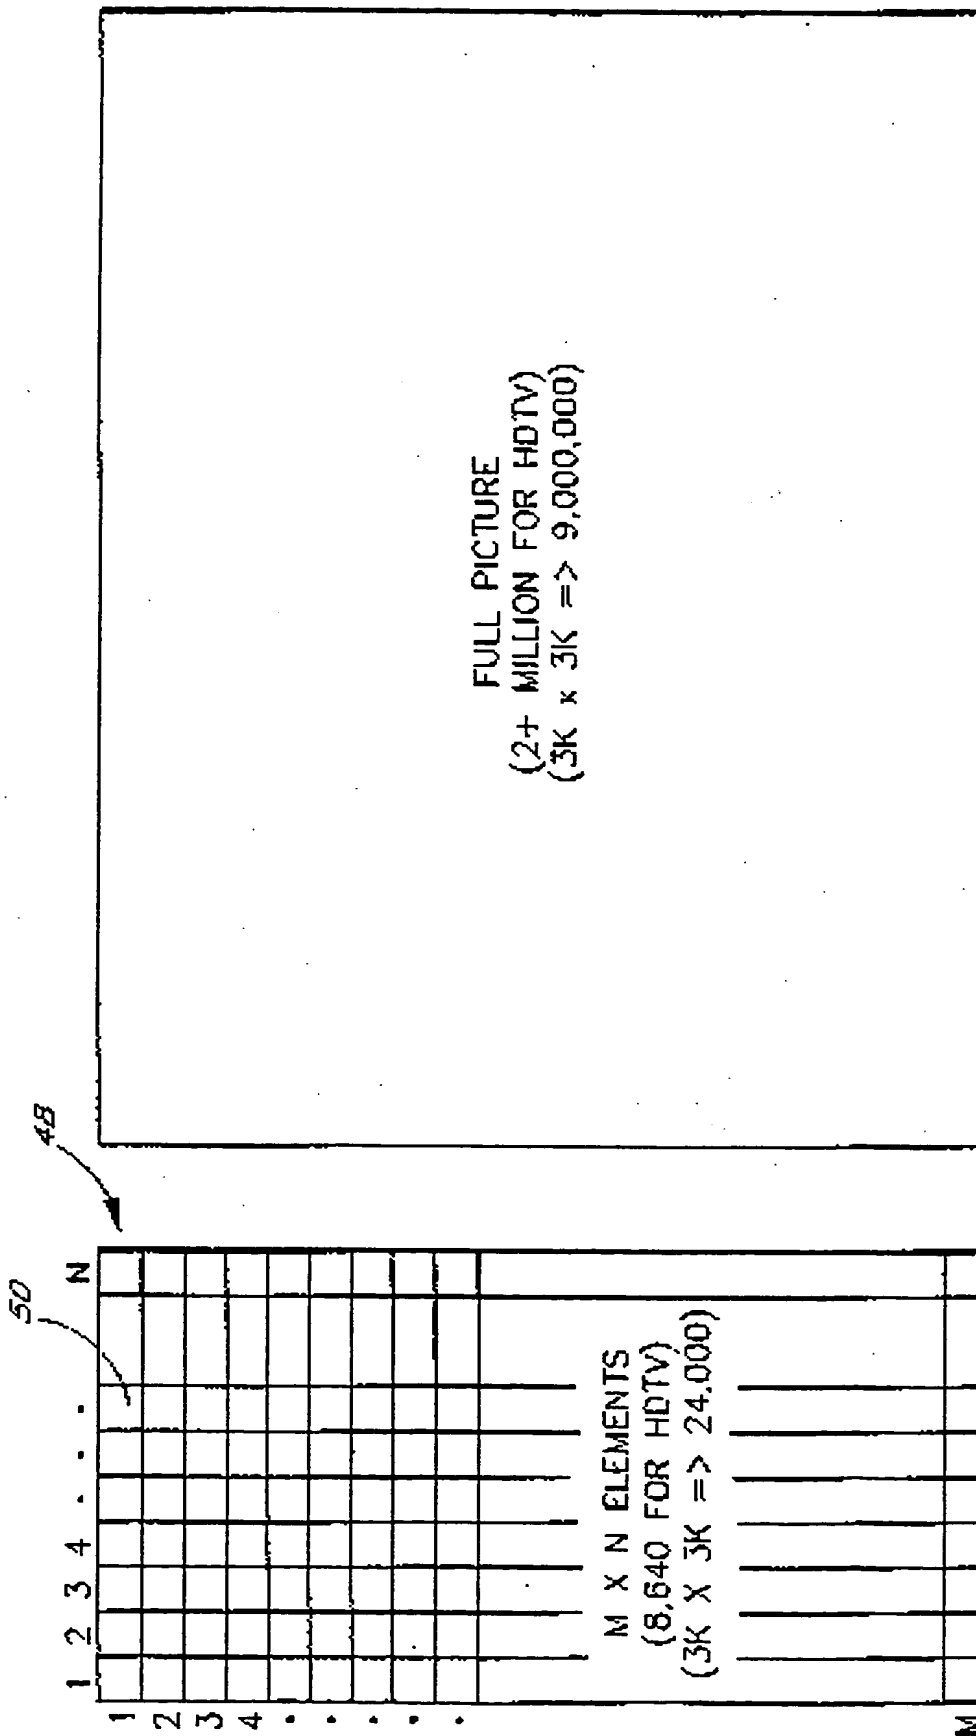 50
48
1 2 3 4 . . . N
1
2
3
4
.
.
.
.
.
M
M X N ELEMENTS
(8,640 FOR HDTV)
(3K X 3K => 24,000)
FULL PICTURE
(2+ MILLION FOR HDTV)
(3K x 3K => 9,000,000)